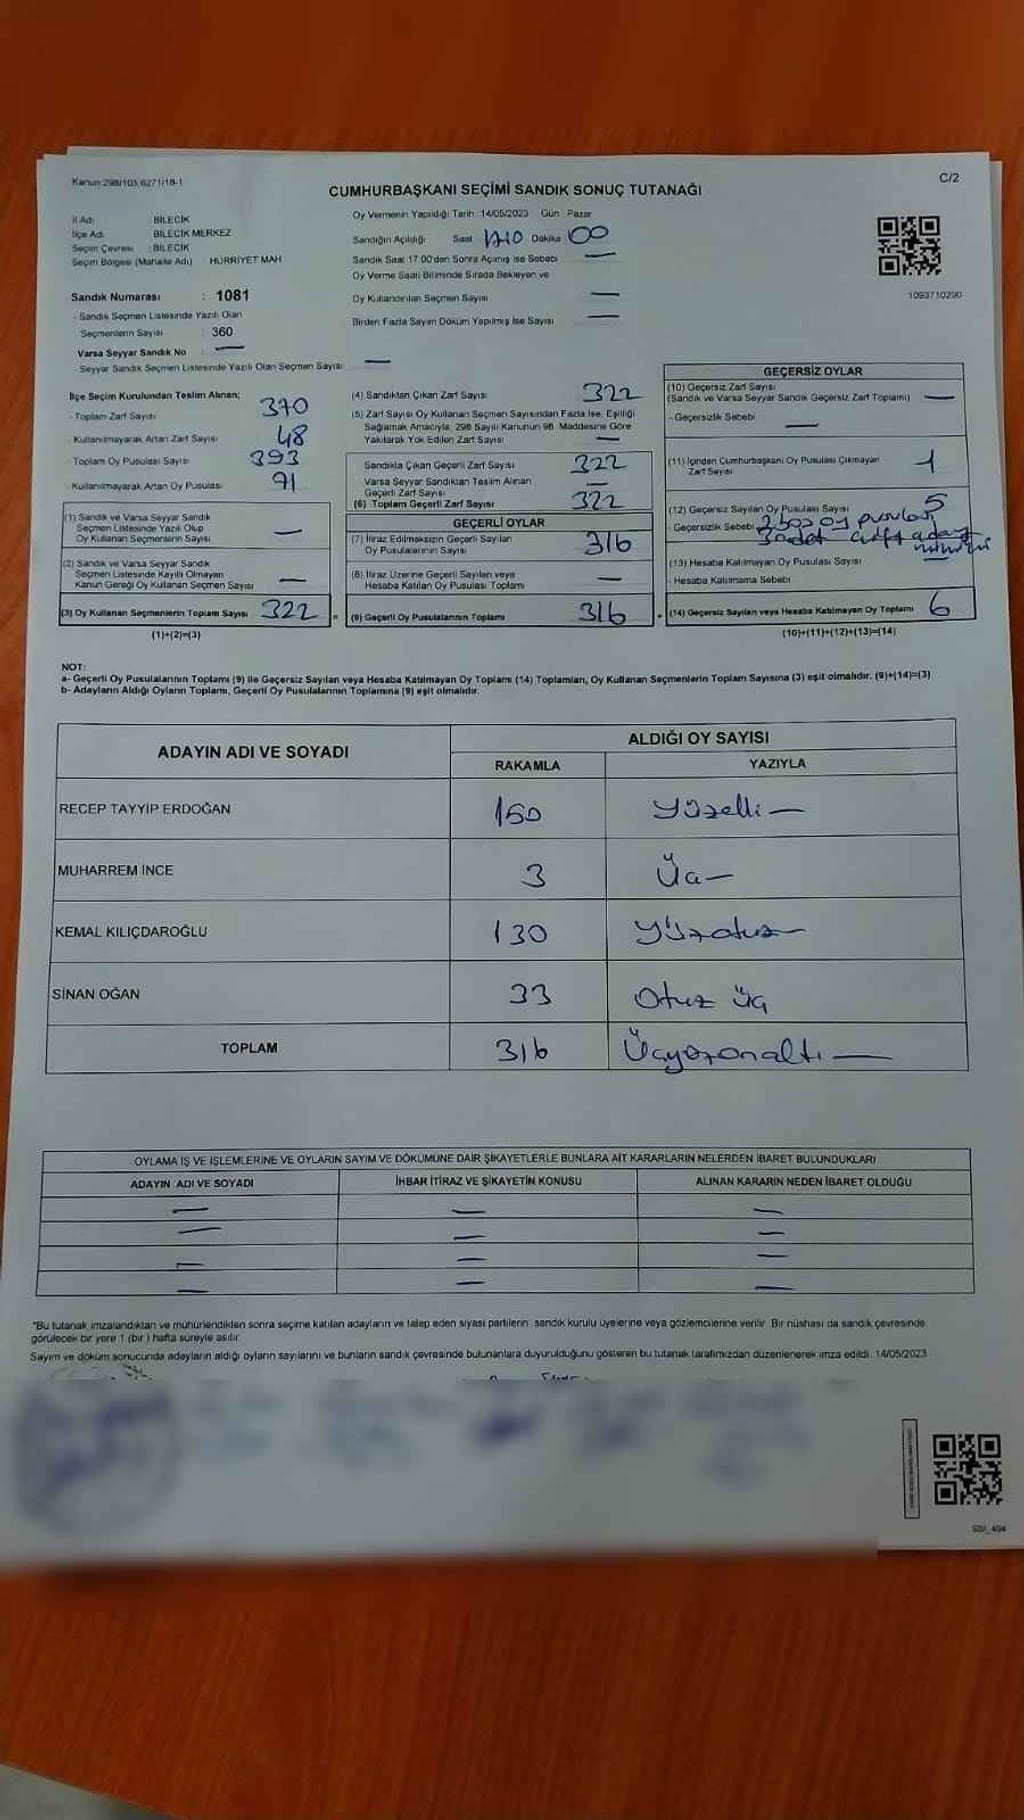 Kanun:298/105,6271/18-1
C/2
CUMHURBAŞKANI SEÇİMİ SANDIK SONUÇ TUTANAĞI
İl Adı : BİLECİK
İlçe Adı : BİLECİK MERKEZ
Seçim Çevresi : BİLECİK
Seçim Bölgesi (Mahalle Adı) HÜRRİYET MAH
Oy Vermenin Yapıldığı Tarih 14/05/2023 Gün Pazar
Sandığın Açıldığı Saat Dakika 00
Sandık Saat 17:00'den Sonra Açılmış İse Sebebi —
Oy Verme Saati Bitiminde Sırada Bekleyen ve
Oy Kullandırılan Seçmen Sayısı —
Birden Fazla Sayım Döküm Yapılmış İse Sayısı —
1093710290
Sandık Numarası : 1081
- Sandık Seçmen Listesinde Yazılı Olan
Seçmenlerin Sayısı : 360
Varsa Seyyar Sandık No : —
- Seyyar Sandık Seçmen Listesinde Yazılı Olan Seçmen Sayısı —
İlçe Seçim Kurulundan Teslim Alınan;
- Toplam Zarf Sayısı 370
- Kullanılmayarak Artan Zarf Sayısı 48
- Toplam Oy Pusulası Sayısı 393
- Kullanılmayarak Artan Oy Pusulası 91
(1) Sandık ve Varsa Seyyar Sandık
Seçmen Listesinde Yazılı Olup
Oy Kullanan Seçmenlerin Sayısı —
(2) Sandık ve Varsa Seyyar Sandık
Seçmen Listesinde Kayıtlı Olmayan
Kanun Gereği Oy Kullanan Seçmen Sayısı —
(3) Oy Kullanan Seçmenlerin Toplam Sayısı 322
(1)+(2)=(3)
(4) Sandıktan Çıkan Zarf Sayısı 322
(5) Zarf Sayısı Oy Kullanan Seçmen Sayısından Fazla İse, Eşitliği
Sağlamak Amacıyla; 298 Sayılı Kanunun 98. Maddesine Göre
Yakılarak Yok Edilen Zarf Sayısı —
Sandıkta Çıkan Geçerli Zarf Sayısı 322
Varsa Seyyar Sandıktan Teslim Alınan
Geçerli Zarf Sayısı —
(6) Toplam Geçerli Zarf Sayısı 322
GEÇERLİ OYLAR
(7) İtiraz Edilmeksizin Geçerli Sayılan
Oy Pusulalarının Sayısı 316
(8) İtiraz Üzerine Geçerli Sayılan veya
Hesaba Katılan Oy Pusulası Toplamı —
= (9) Geçerli Oy Pusulalarının Toplamı 316
GEÇERSİZ OYLAR
(10) Geçersiz Zarf Sayısı
(Sandık ve Varsa Seyyar Sandık Geçersiz Zarf Toplamı) —
- Geçersizlik Sebebi —
(11) İçinden Cumhurbaşkanı Oy Pusulası Çıkmayan
Zarf Sayısı 1
(12) Geçersiz Sayılan Oy Pusulası Sayısı 5
- Geçersizlik Sebebi 2 boş oy pusulası
3 adet çift aday
mühürü
(13) Hesaba Katılmayan Oy Pusulası Sayısı —
- Hesaba Katılmama Sebebi
+ (14) Geçersiz Sayılan veya Hesaba Katılmayan Oy Toplamı 6
(10)+(11)+(12)+(13)=(14)
NOT:
a- Geçerli Oy Pusulalarının Toplamı (9) ile Geçersiz Sayılan veya Hesaba Katılmayan Oy Toplamı (14) Toplamları, Oy Kullanan Seçmenlerin Toplam Sayısına (3) eşit olmalıdır. (9)+(14)=(3)
b- Adayların Aldığı Oyların Toplamı, Geçerli Oy Pusulalarının Toplamına (9) eşit olmalıdır.
ADAYIN ADI VE SOYADI
ALDIĞI OY SAYISI
RAKAMLA YAZIYLA
RECEP TAYYİP ERDOĞAN 150 Yüzelli —
MUHARREM İNCE 3 Üç —
KEMAL KILIÇDAROĞLU 130 Yüzotuz —
SİNAN OĞAN 33 Otuz üç
TOPLAM 316 Üçyüzonaltı —
OYLAMA İŞ VE İŞLEMLERİNE VE OYLARIN SAYIM VE DÖKÜMÜNE DAİR ŞİKAYETLERLE BUNLARA AİT KARARLARIN NELERDEN İBARET BULUNDUKLARI
ADAYIN ADI VE SOYADI İHBAR İTİRAZ VE ŞİKAYETİN KONUSU ALINAN KARARIN NEDEN İBARET OLDUĞU
— — —
— — —
— — —
— — —
"Bu tutanak imzalandıktan ve mühürlendikten sonra seçime katılan adayların ve talep eden siyasi partilerin sandık kurulu üyelerine veya gözlemcilerine verilir. Bir nüshası da sandık çevresinde
görülecek bir yere 1 (bir) hafta süreyle asılır.
Sayım ve döküm sonucunda adayların aldığı oyların sayılarını ve bunların sandık çevresinde bulunanlara duyurulduğunu gösteren bu tutanak tarafımızdan düzenlenerek imza edildi. 14/05/2023